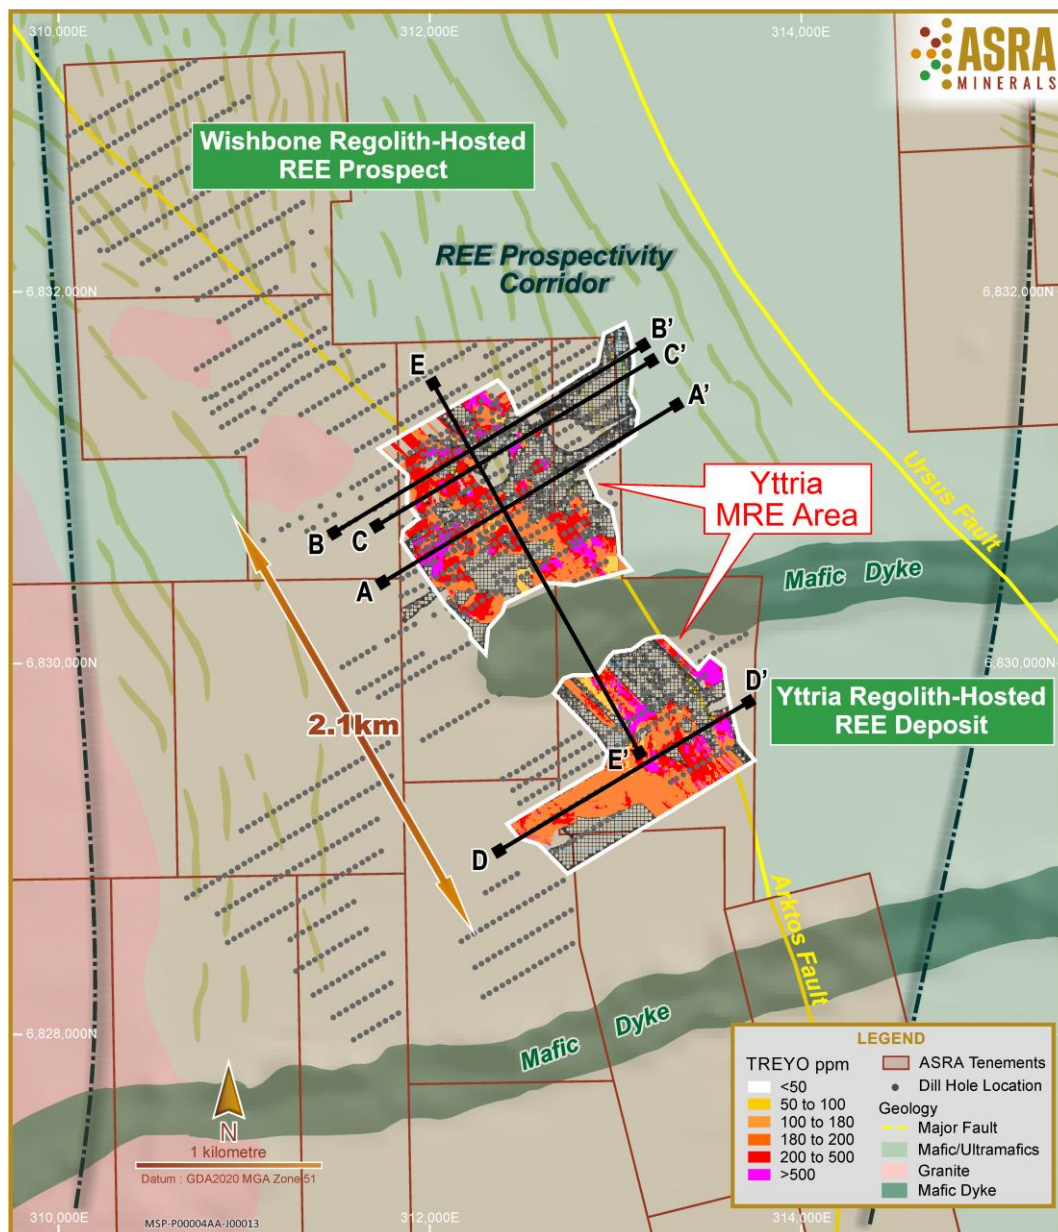 310,000E
312,000E
314,000E
ASRA
MINERALS
Wishbone Regolith-Hosted
REE Prospect
REE Prospectivity
Corridor
6,832,000N
6,832,000N
B'
C'
E
A'
Ursus Fault
Yttria
MRE Area
B
C
A
Mafic Dyke
6,830,000N
6,830,000N
D'
Yttria Regolith-Hosted
REE Deposit
2.1km
E'
D
Arktos Fault
6,828,000N
Mafic Dyke
N
1 kilometre
Datum : GDA2020 MGA Zone 51
MSP-P00004AA-J00013
LEGEND
TREYO ppm
<50
50 to 100
100 to 180
180 to 200
200 to 500
>500
ASRA Tenements
Dill Hole Location
Geology
Major Fault
Mafic/Ultramafics
Granite
Mafic Dyke
310,000E
312,000E
314,000E